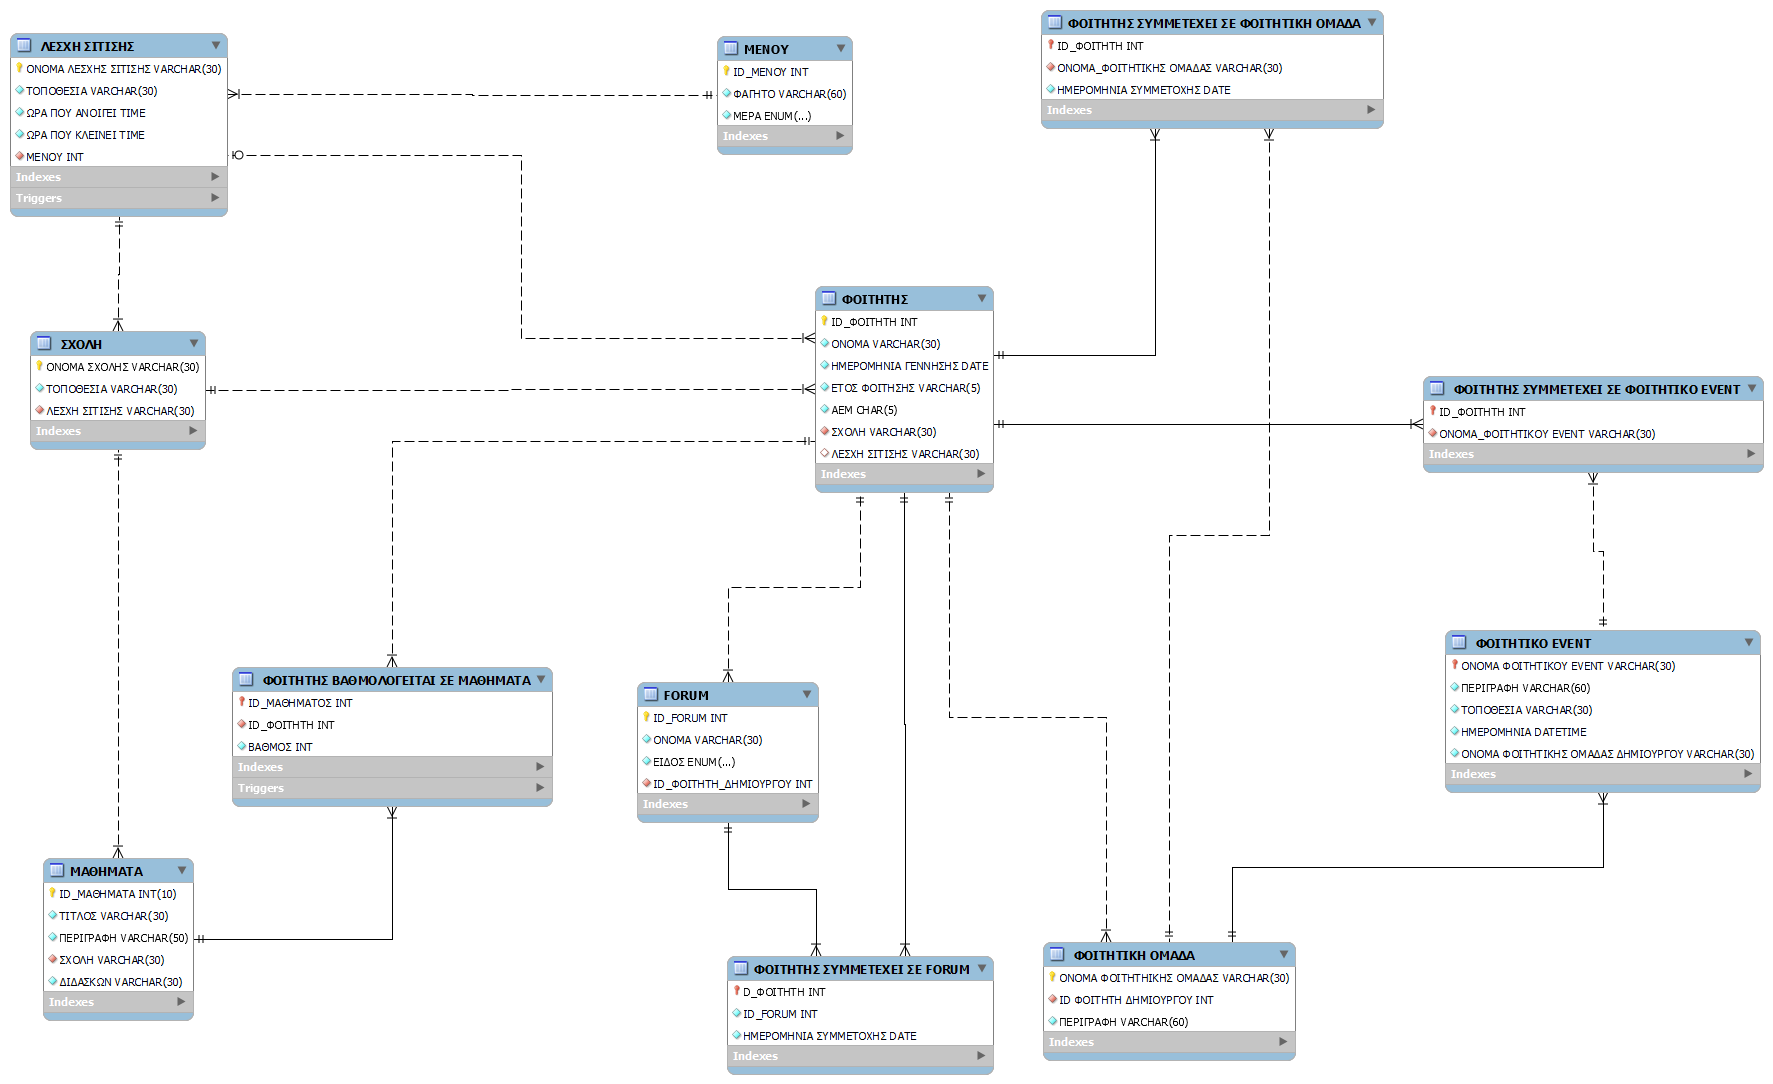 ΛΕΣΧΗ ΣΙΤΙΣΗΣ
ΟΝΟΜΑ ΛΕΣΧΗΣ ΣΙΤΙΣΗΣ VARCHAR(30)
ΤΟΠΟΘΕΣΙΑ VARCHAR(30)
ΩΡΑ ΠΟΥ ΑΝΟΙΓΕΙ TIME
ΩΡΑ ΠΟΥ ΚΛΕΙΝΕΙ TIME
ΜΕΝΟΥ INT
Indexes
Triggers
ΜΕΝΟΥ
ID_ΜΕΝΟΥ INT
ΦΑΓΗΤΟ VARCHAR(60)
ΜΕΡΑ ENUM(...)
Indexes
ΦΟΙΤΗΤΗΣ ΣΥΜΜΕΤΕΧΕΙ ΣΕ ΦΟΙΤΗΤΙΚΗ ΟΜΑΔΑ
ID_ΦΟΙΤΗΤΗ INT
ΟΝΟΜΑ_ΦΟΙΤΗΤΙΚΗΣ ΟΜΑΔΑΣ VARCHAR(30)
ΗΜΕΡΟΜΗΝΙΑ ΣΥΜΜΕΤΟΧΗΣ DATE
Indexes
ΣΧΟΛΗ
ΟΝΟΜΑ ΣΧΟΛΗΣ VARCHAR(30)
ΤΟΠΟΘΕΣΙΑ VARCHAR(30)
ΛΕΣΧΗ ΣΙΤΙΣΗΣ VARCHAR(30)
Indexes
ΦΟΙΤΗΤΗΣ
ID_ΦΟΙΤΗΤΗ INT
ΟΝΟΜΑ VARCHAR(30)
ΗΜΕΡΟΜΗΝΙΑ ΓΕΝΝΗΣΗΣ DATE
ΕΤΟΣ ΦΟΙΤΗΣΗΣ VARCHAR(5)
ΑΕΜ CHAR(5)
ΣΧΟΛΗ VARCHAR(30)
ΛΕΣΧΗ ΣΙΤΙΣΗΣ VARCHAR(30)
Indexes
ΦΟΙΤΗΤΗΣ ΣΥΜΜΕΤΕΧΕΙ ΣΕ ΦΟΙΤΗΤΙΚΟ EVENT
ID_ΦΟΙΤΗΤΗ INT
ΟΝΟΜΑ_ΦΟΙΤΗΤΙΚΟΥ EVENT VARCHAR(30)
Indexes
ΦΟΙΤΗΤΗΣ ΒΑΘΜΟΛΟΓΕΙΤΑΙ ΣΕ ΜΑΘΗΜΑΤΑ
ID_ΜΑΘΗΜΑΤΟΣ INT
ID_ΦΟΙΤΗΤΗ INT
ΒΑΘΜΟΣ INT
Indexes
Triggers
FORUM
ID_FORUM INT
ΟΝΟΜΑ VARCHAR(30)
ΕΙΔΟΣ ENUM(...)
ID_ΦΟΙΤΗΤΗ_ΔΗΜΙΟΥΡΓΟΥ INT
Indexes
ΦΟΙΤΗΤΙΚΟ EVENT
ΟΝΟΜΑ ΦΟΙΤΗΤΙΚΟΥ EVENT VARCHAR(30)
ΠΕΡΙΓΡΑΦΗ VARCHAR(60)
ΤΟΠΟΘΕΣΙΑ VARCHAR(30)
ΗΜΕΡΟΜΗΝΙΑ DATETIME
ΟΝΟΜΑ ΦΟΙΤΗΤΙΚΗΣ ΟΜΑΔΑΣ ΔΗΜΙΟΥΡΓΟΥ VARCHAR(30)
Indexes
ΜΑΘΗΜΑΤΑ
ID_ΜΑΘΗΜΑΤΑ INT(10)
ΤΙΤΛΟΣ VARCHAR(30)
ΠΕΡΙΓΡΑΦΗ VARCHAR(50)
ΣΧΟΛΗ VARCHAR(30)
ΔΙΔΑΣΚΩΝ VARCHAR(30)
Indexes
ΦΟΙΤΗΤΗΣ ΣΥΜΜΕΤΕΧΕΙ ΣΕ FORUM
D_ΦΟΙΤΗΤΗ INT
ID_FORUM INT
ΗΜΕΡΟΜΗΝΙΑ ΣΥΜΜΕΤΟΧΗΣ DATE
Indexes
ΦΟΙΤΗΤΙΚΗ ΟΜΑΔΑ
ΟΝΟΜΑ ΦΟΙΤΗΤΗΙΚΗΣ ΟΜΑΔΑΣ VARCHAR(30)
ID ΦΟΙΤΗΤΗ ΔΗΜΙΟΥΡΓΟΥ INT
ΠΕΡΙΓΡΑΦΗ VARCHAR(60)
Indexes